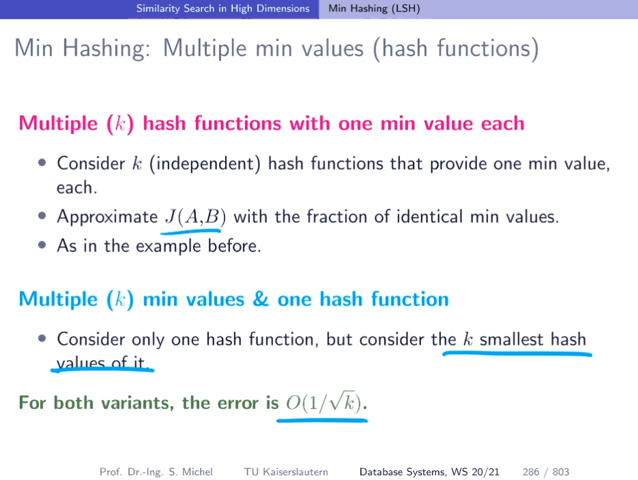 Similarity Search in High Dimensions Min Hash (LSH)
Min Hashing: Multiple min values (hash functions)
Multiple (k) hash functions with one min value each
• Consider k (independent) hash functions that provide one min value,
each.
• Approximate J(A,B) with the fraction of identical min values.
• As in the example before.
Multiple (k) min values & one hash function
• Consider only one hash function, but consider the k smallest hash
values of it.
For both variants, the error is O(1/√k).
Prof. Dr.-Ing. S. Michel TU Kaiserslautern Database Systems, WS 20/21 286 / 803